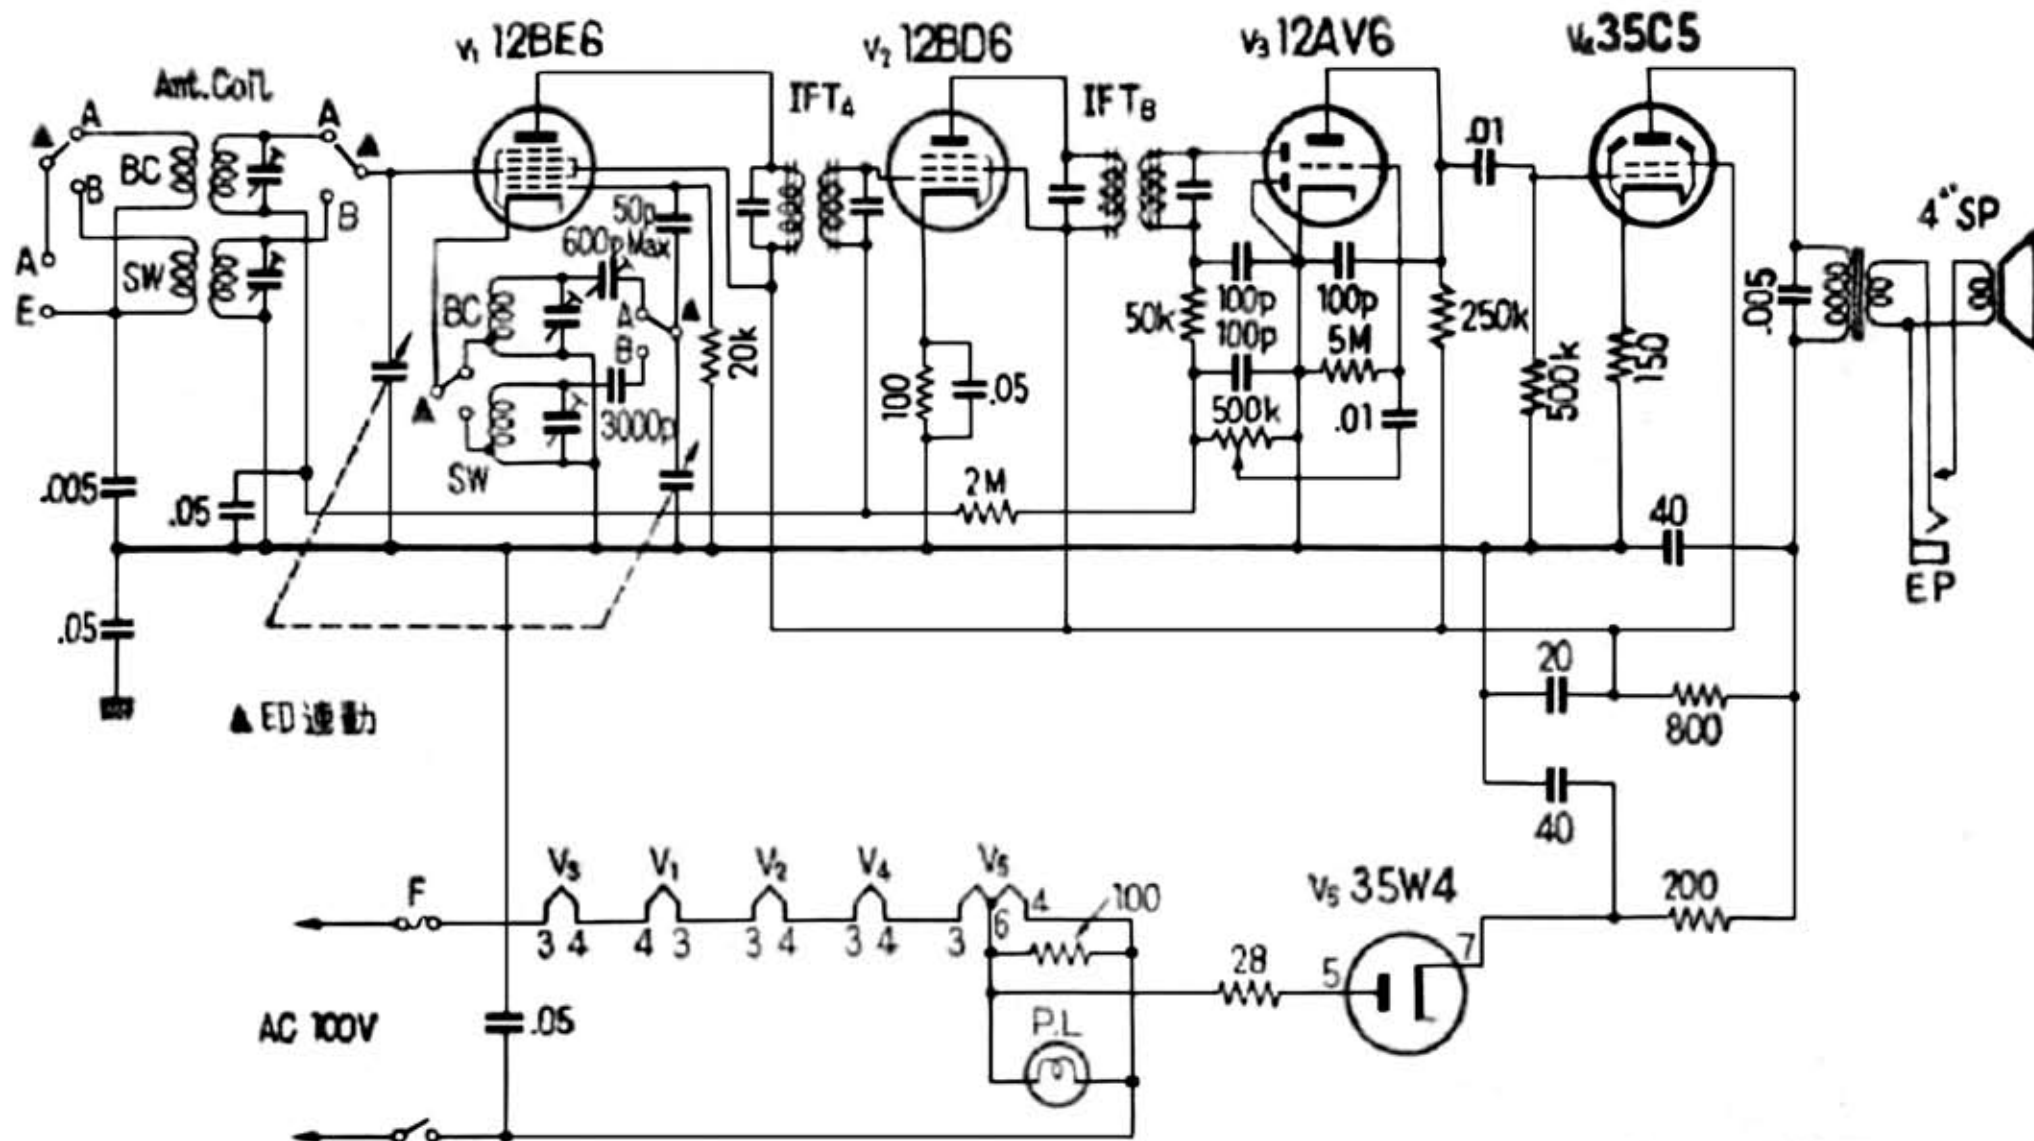 V₁ 12BE6
V₂ 12BD6
V₃ 12AV6
V₄ 35C5
Ant.Coil
IFT
IFT
A
A
B
B
BC
SW
A
E
50p
600p Max
BC
A
B
SW
3000p
20k
100
.05
50k
100p
100p
100p
5M
500k
.01
.01
250k
500k
150
.005
4" SP
EP
.005
.05
2M
40
.05
▲ ED 連動
20
800
40
200
F
V₃
V₁
V₂
V₄
V₅
3 4
4 3
3 4
3 4
3
6
4
100
AC 100V
.05
P.L
28
5
V₅ 35W4
7